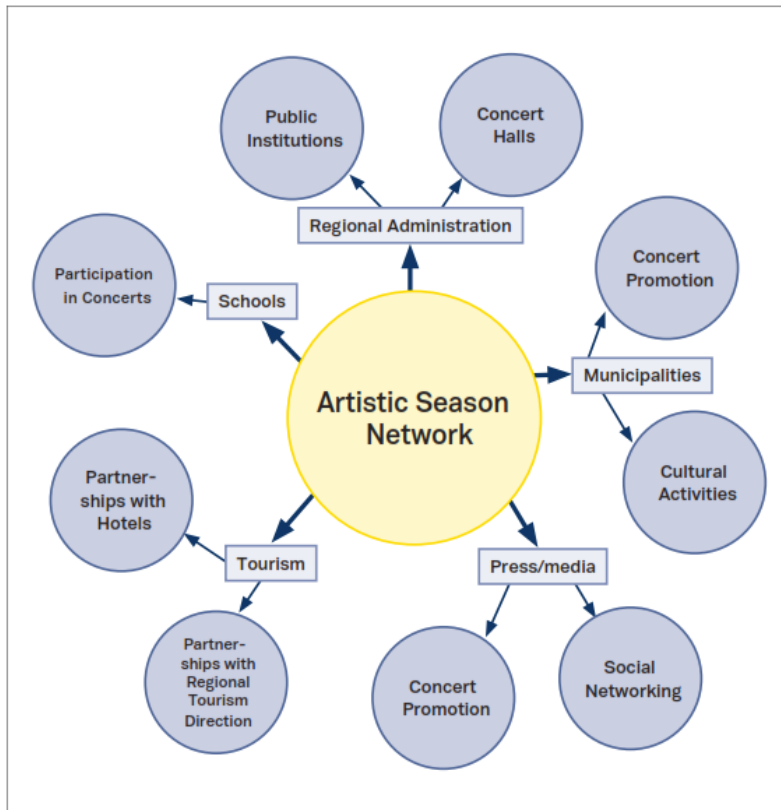 Public
Institutions
Concert
Halls
Regional Administration
Participation
in Concerts
Schools
Concert
Promotion
Municipalities
Artistic Season
Network
Cultural
Activities
Partner-
ships with
Hotels
Tourism
Press/media
Partner-
ships with
Regional
Tourism
Direction
Concert
Promotion
Social
Networking